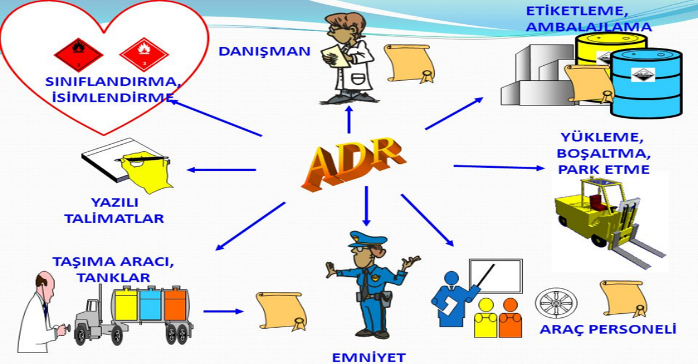 ETİKETLEME,
AMBALAJLAMA
DANIŞMAN
SINIFLANDIRMA,
İSİMLENDİRME
ADR
YÜKLEME,
BOŞALTMA,
PARK ETME
YAZILI
TALİMATLAR
TAŞIMA ARACI,
TANKLAR
ARAÇ PERSONELİ
EMNİYET